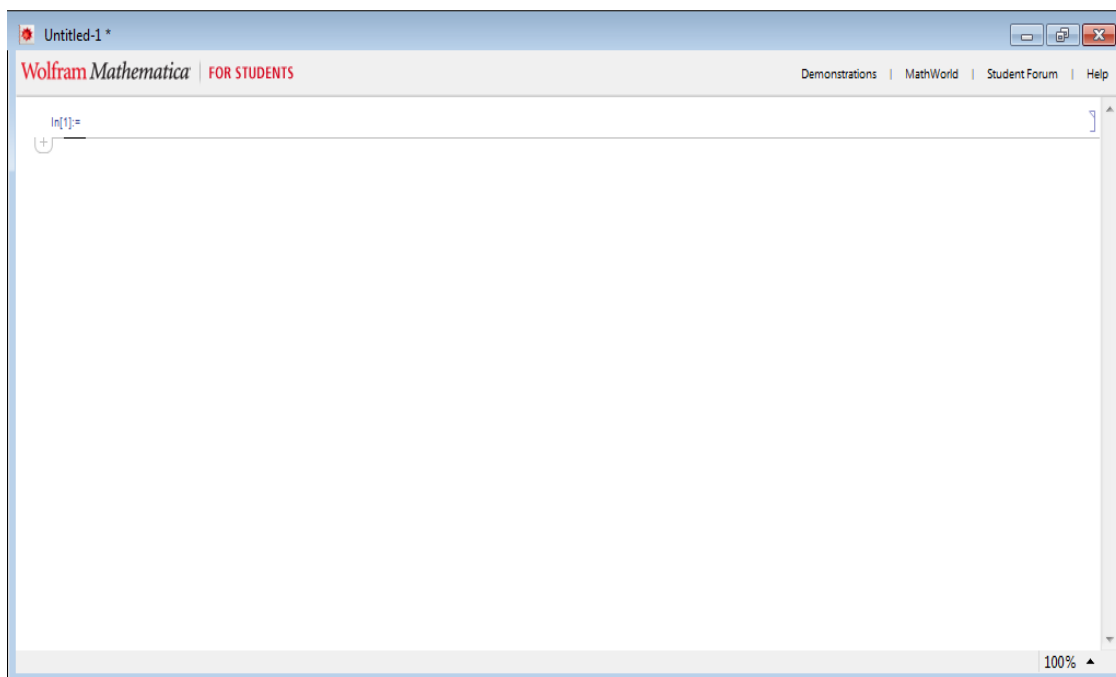 Untitled-1 *
Wolfram Mathematica | FOR STUDENTS
Demonstrations | MathWorld | Student Forum | Help
In[1]:=
100%